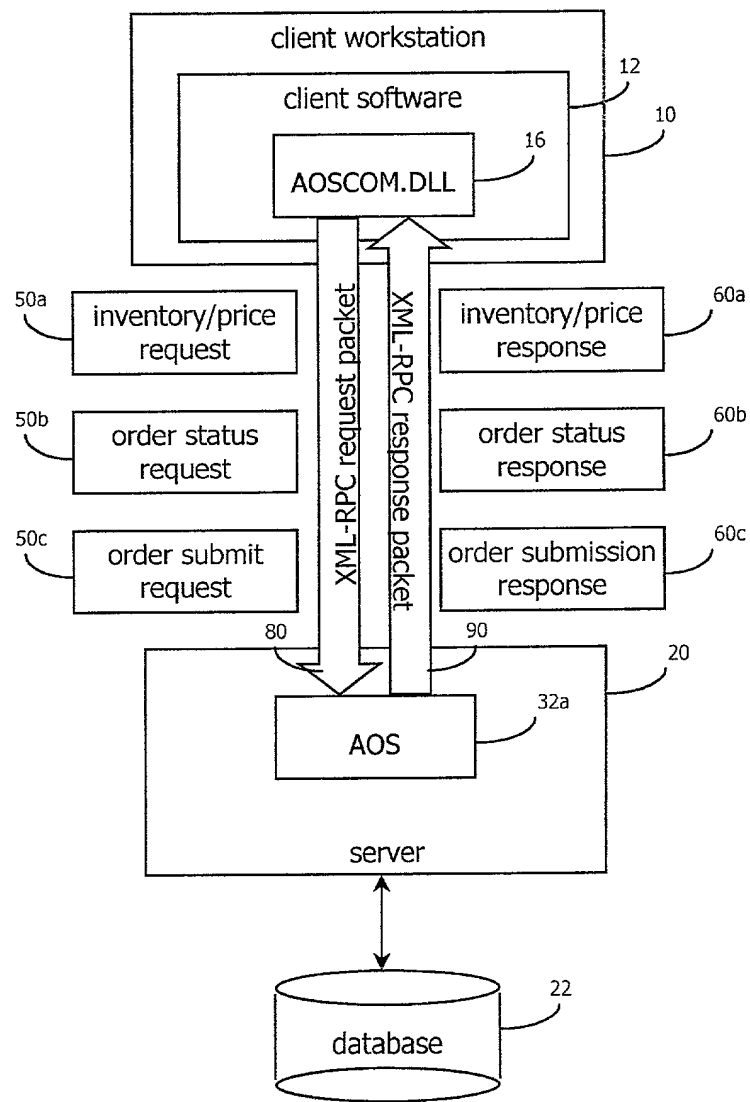 client workstation
client software
12
10
AOSCOM.DLL
16
XML-RPC request packet
XML-RPC response packet
50a
inventory/price
request
60a
inventory/price
response
50b
order status
request
60b
order status
response
50c
order submit
request
60c
order submission
response
80
90
20
AOS
32a
server
22
database